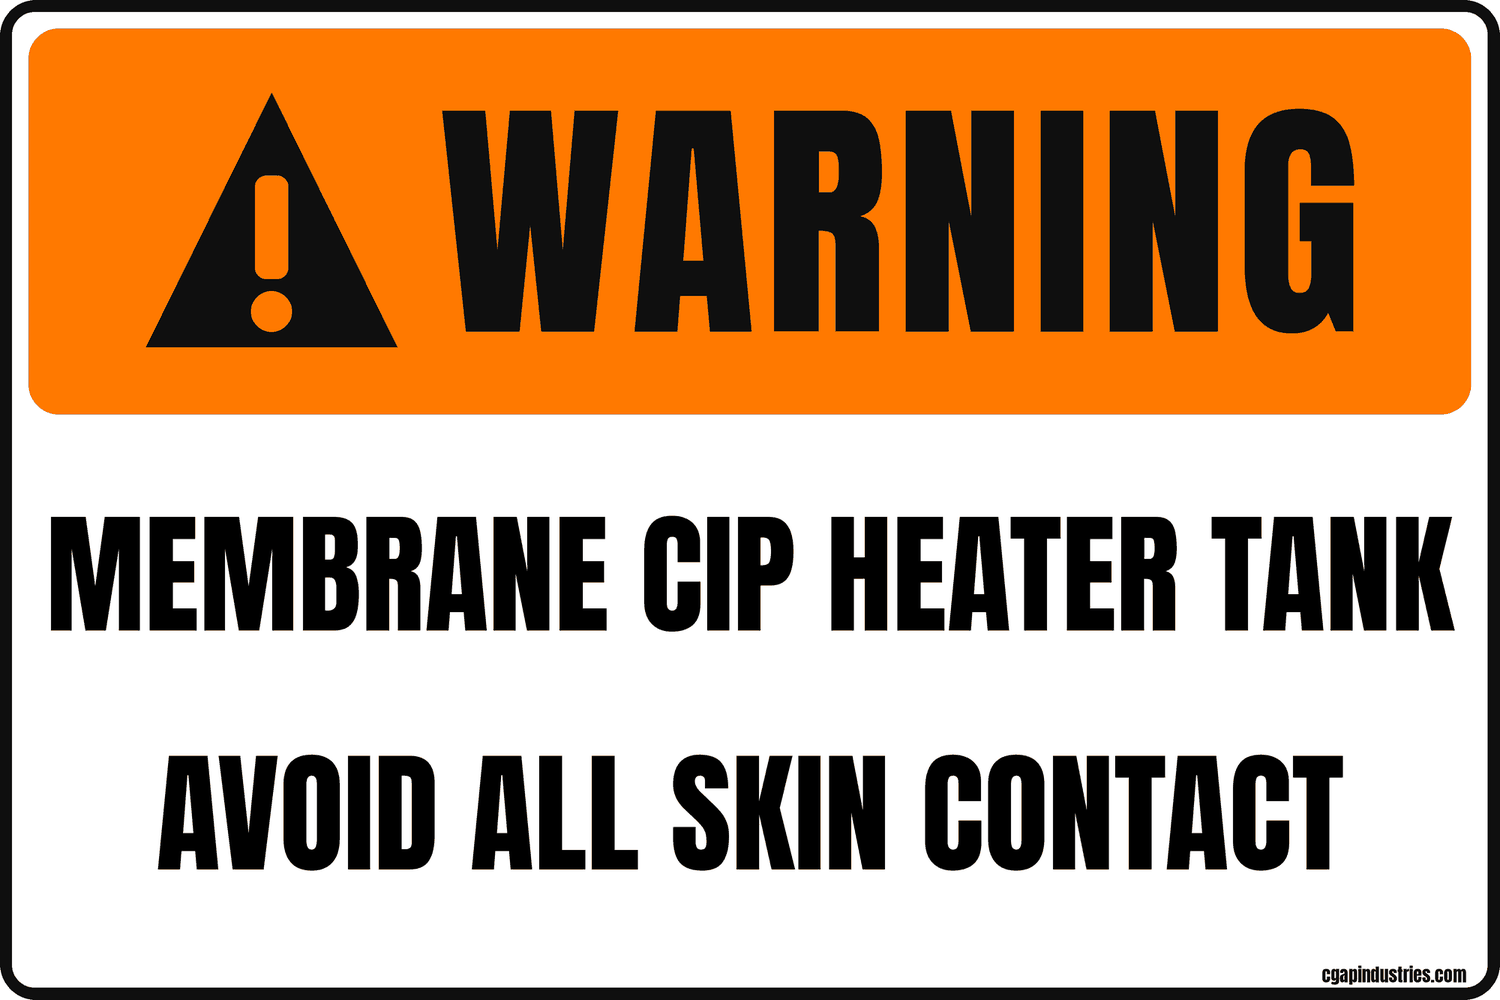 WARNING
MEMBRANE CIP HEATER TANK
AVOID ALL SKIN CONTACT
cgapindustries.com